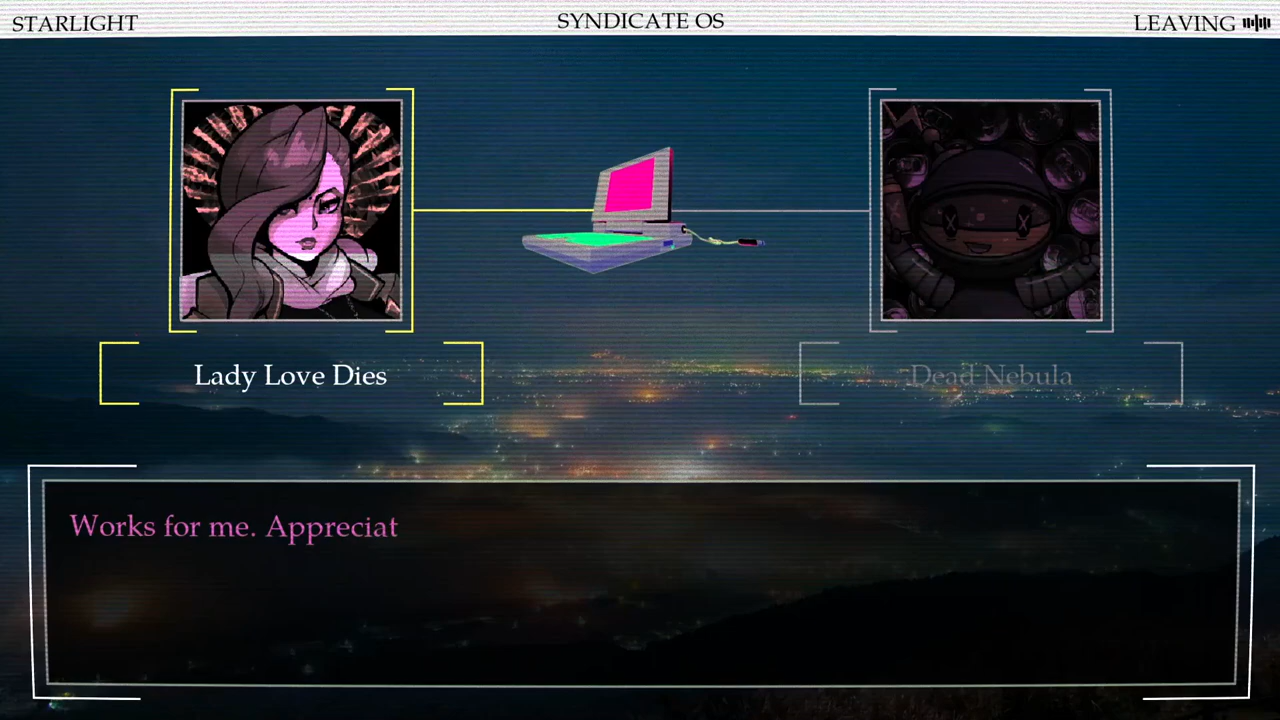 STARLIGHT
SYNDICATE OS
LEAVING
Lady Love Dies
Dead Nebula
Works for me. Appreciat